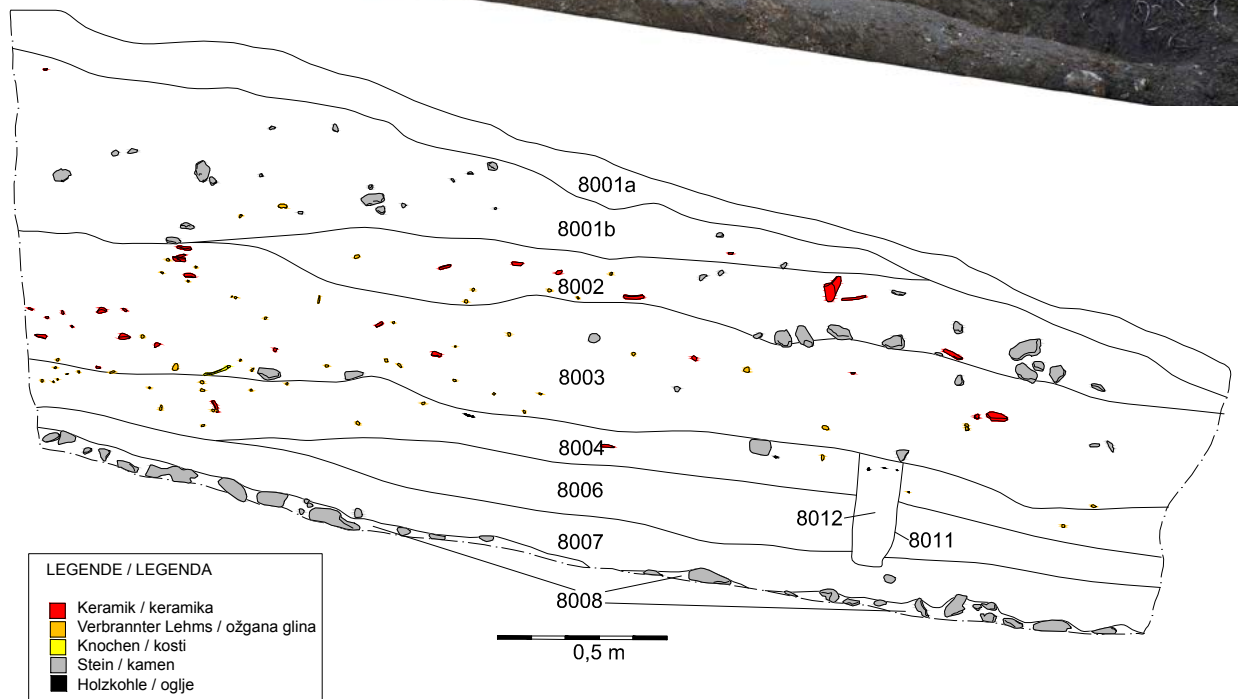 8001a
8001b
8002
8003
8004
8006
8012
8011
8007
8008
0,5 m
LEGENDE / LEGENDA
Keramik / keramika
Verbrannter Lehms / ožgana glina
Knochen / kosti
Stein / kamen
Holzkohle / oglje